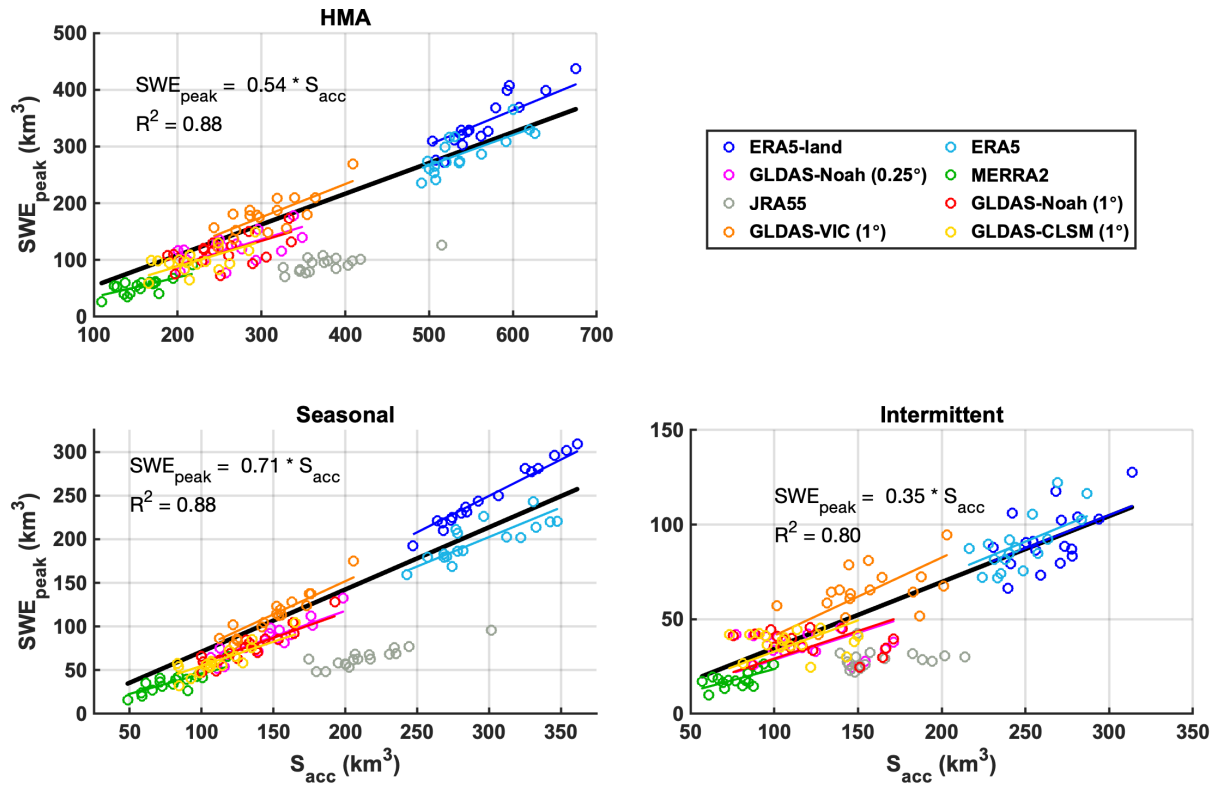 HMA
500
400
300
200
100
0
SWEpeak (km³)
SWEpeak = 0.54 * Sacc
R² = 0.88
100 200 300 400 500 600 700
ERA5-land ERA5
GLDAS-Noah (0.25°) MERRA2
JRA55 GLDAS-Noah (1°)
GLDAS-VIC (1°) GLDAS-CLSM (1°)
Seasonal
300
250
200
150
100
50
0
SWEpeak (km³)
SWEpeak = 0.71 * Sacc
R² = 0.88
50 100 150 200 250 300 350
Sacc (km³)
Intermittent
150
100
50
0
SWEpeak = 0.35 * Sacc
R² = 0.80
50 100 150 200 250 300 350
Sacc (km³)